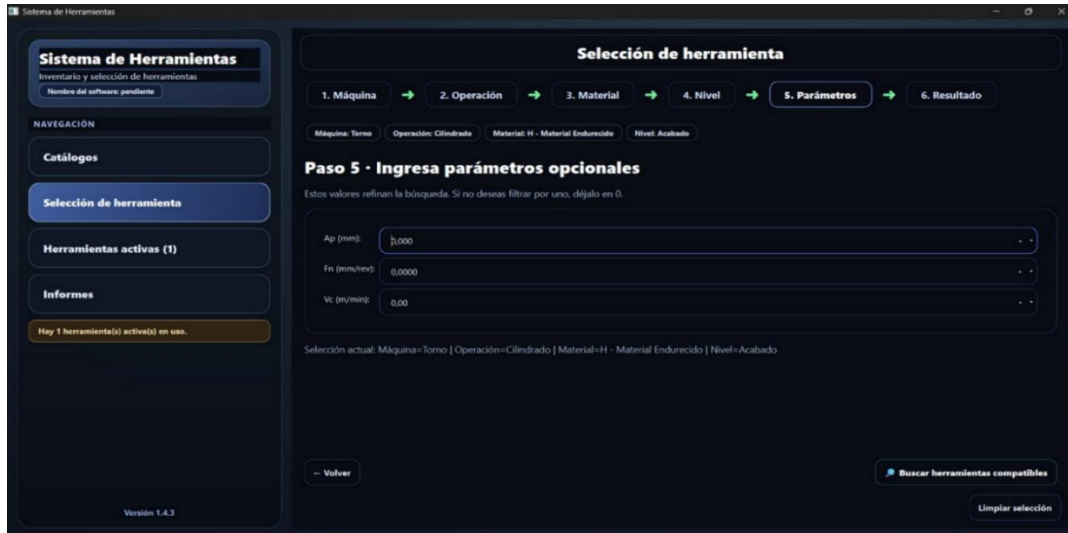 Sistema de Herramientas
Sistema de Herramientas
Inventario y selección de herramientas
Nombre del software: pendiente
NAVEGACIÓN
Catálogos
Selección de herramienta
Herramientas activas (1)
Informes
Hay 1 herramienta(s) activa(s) en uso.
Versión 1.4.3
Selección de herramienta
1. Máquina ➜ 2. Operación ➜ 3. Material ➜ 4. Nivel ➜ 5. Parámetros ➜ 6. Resultado
Máquina: Torno Operación: Cilindrado Material: H - Material Endurecido Nivel: Acabado
Paso 5 · Ingresa parámetros opcionales
Estos valores refinan la búsqueda. Si no deseas filtrar por uno, déjalo en 0.
Ap (mm): 0,000
Fn (mm/rev): 0,0000
Vc (m/min): 0,00
Selección actual: Máquina=Torno | Operación=Cilindrado | Material=H - Material Endurecido | Nivel=Acabado
← Volver
Buscar herramientas compatibles
Limpiar selección